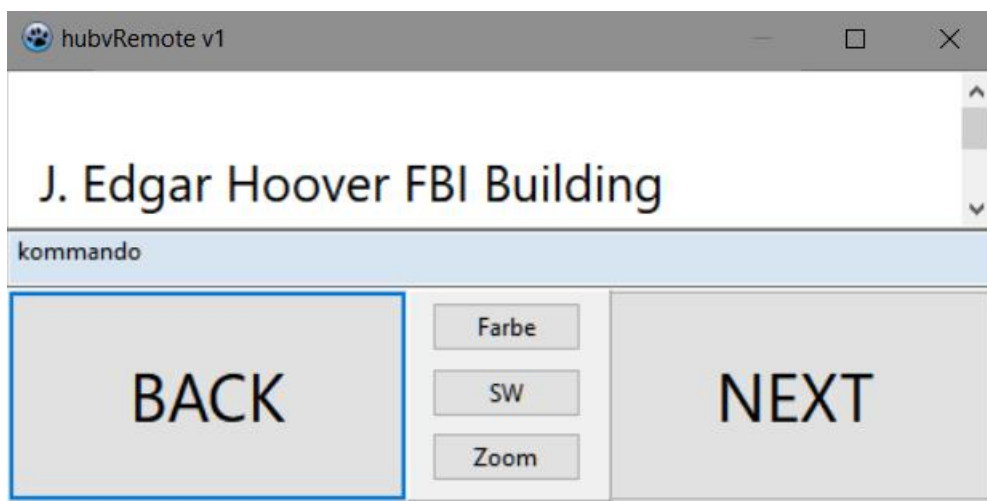 hubvRemote v1
J. Edgar Hoover FBI Building
kommando
BACK
Farbe
SW
Zoom
NEXT